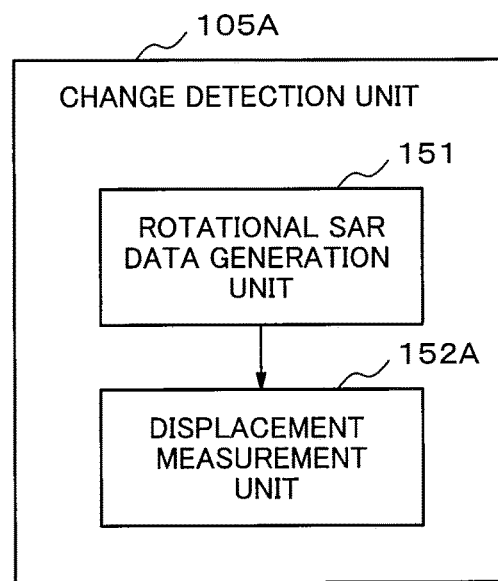 105A
CHANGE DETECTION UNIT
151
ROTATIONAL SAR
DATA GENERATION
UNIT
152A
DISPLACEMENT
MEASUREMENT
UNIT